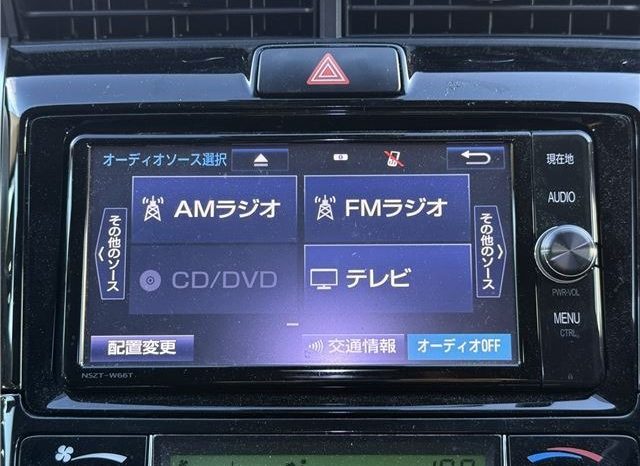 オーディオソース選択
AMラジオ
FMラジオ
その他のソース
その他のソース
CD/DVD
テレビ
配置変更
交通情報
オーディオOFF
NSZT-W66T
現在地
AUDIO
PWR•VOL
MENU
CTRL